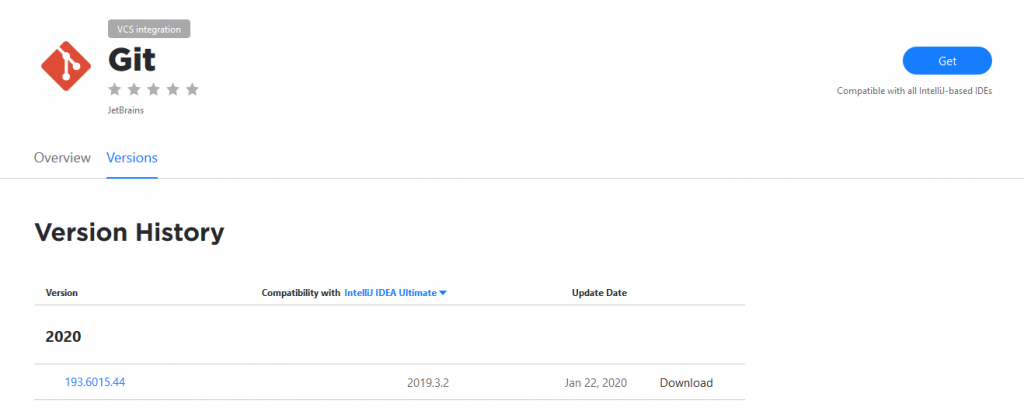 VCS integration
Git
Get
JetBrains
Compatible with all IntelliJ-based IDEs
Overview Versions
Version History
Version Compatibility with IntelliJ IDEA Ultimate Update Date
2020
193.6015.44 2019.3.2 Jan 22, 2020 Download